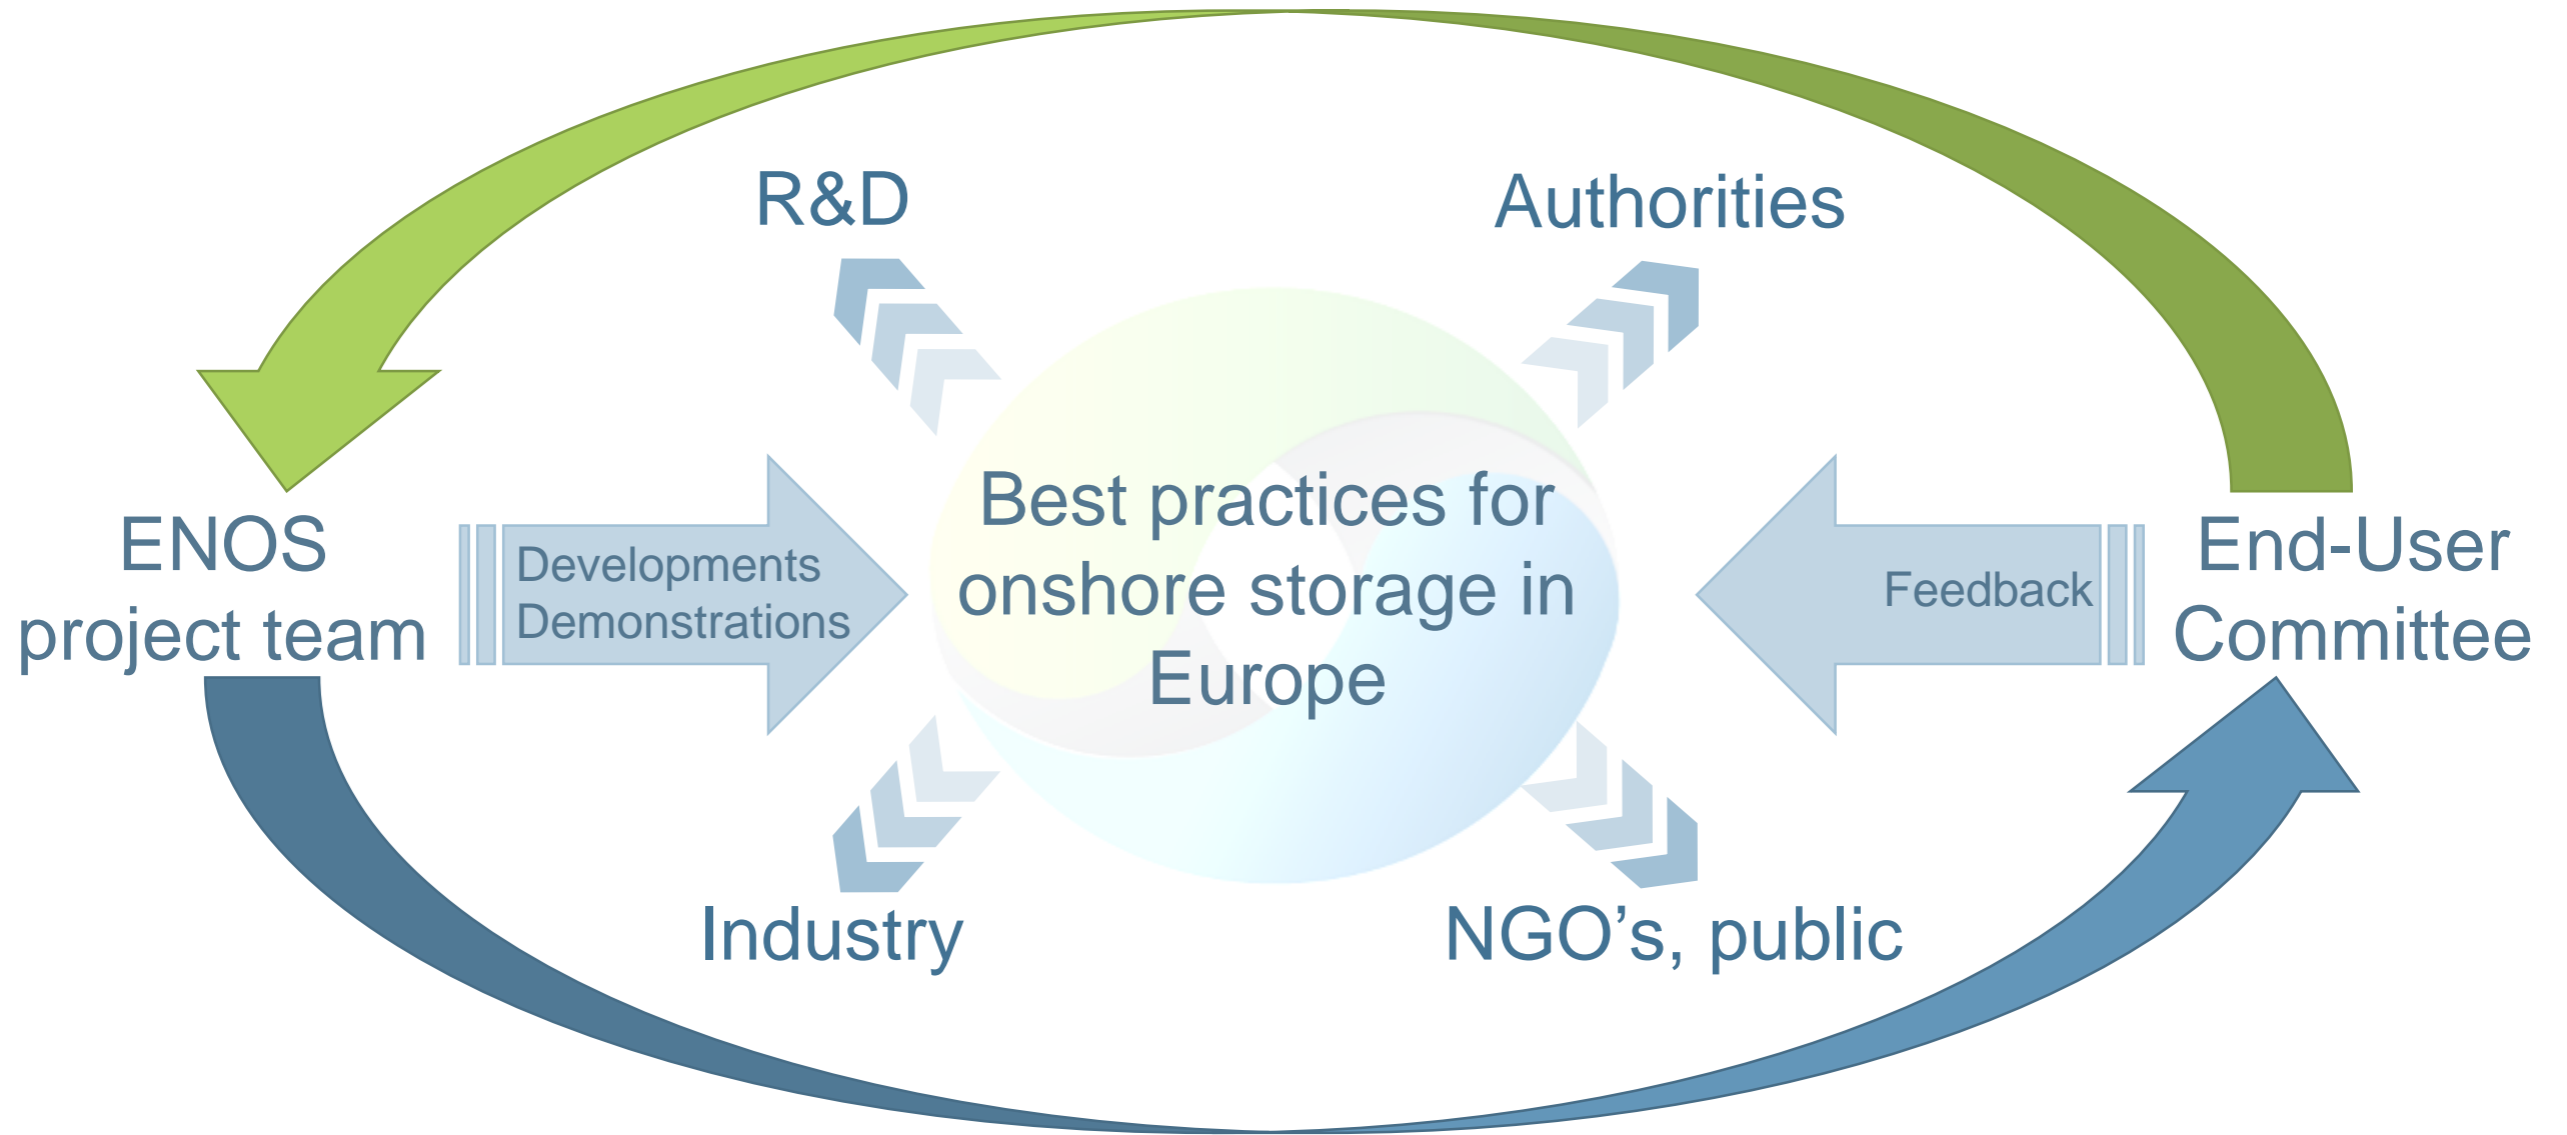 R&D
Authorities
ENOS
project team
Developments
Demonstrations
Best practices for
onshore storage in
Europe
Feedback
End-User
Committee
Industry
NGO’s, public